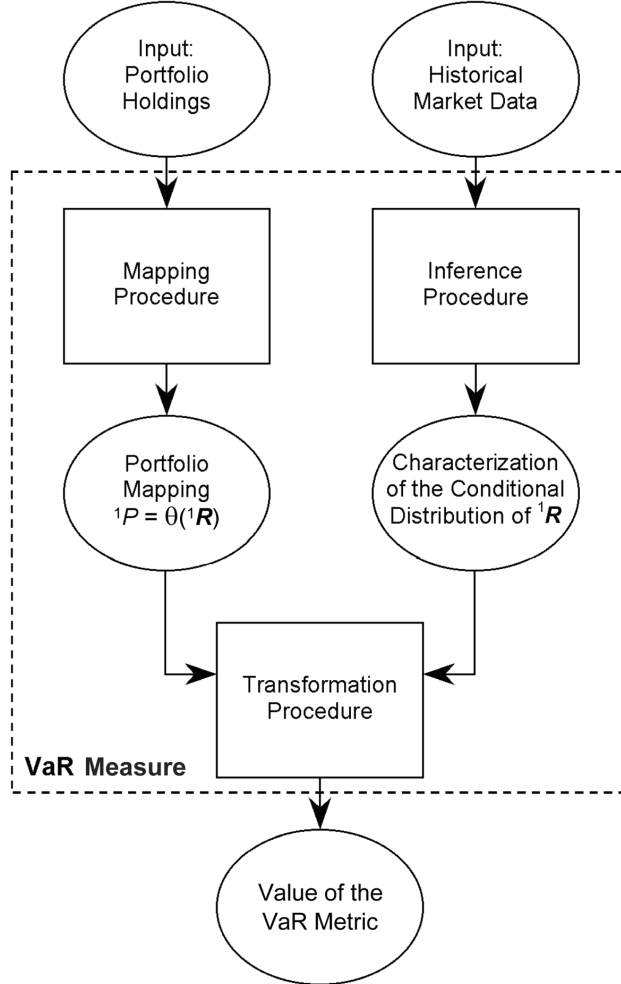 Input:
Portfolio
Holdings
Input:
Historical
Market Data
Mapping
Procedure
Inference
Procedure
Portfolio
Mapping
¹P = θ(¹R)
Characterization
of the Conditional
Distribution of ¹R
Transformation
Procedure
VaR Measure
Value of the
VaR Metric